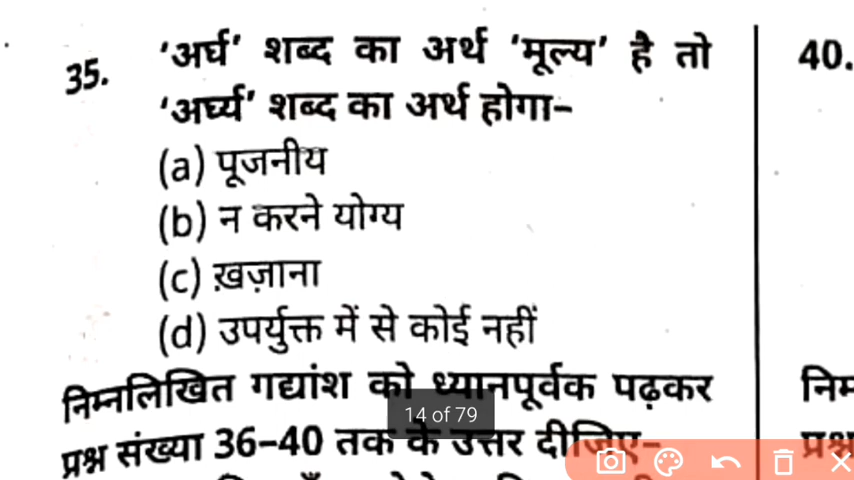 35. ‘अर्घ’ शब्द का अर्थ ‘मूल्य’ है तो
‘अर्घ्य’ शब्द का अर्थ होगा–
(a) पूजनीय
(b) न करने योग्य
(c) ख़ज़ाना
(d) उपर्युक्त में से कोई नहीं
निम्नलिखित गद्यांश को ध्यानपूर्वक पढ़कर
प्रश्न संख्या 36–40 तक के उत्तर दीजिए–
14 of 79
40.